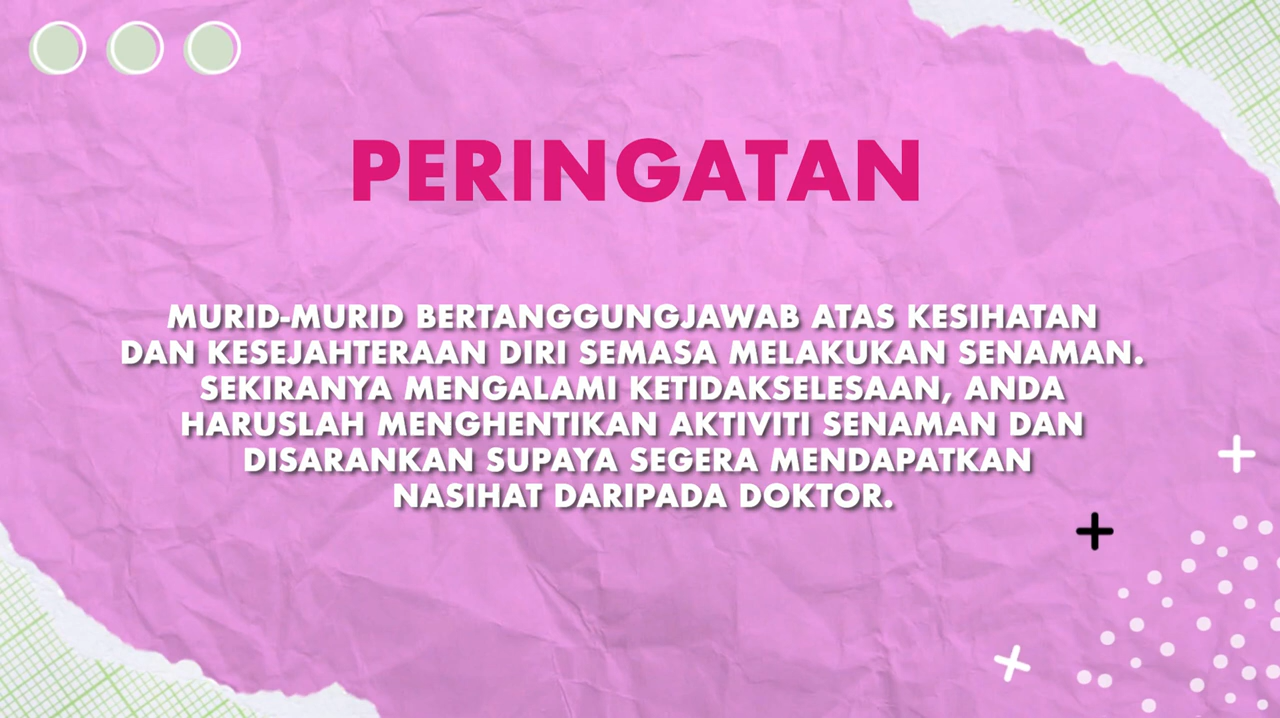 PERINGATAN
MURID-MURID BERTANGGUNGJAWAB ATAS KESIHATAN
DAN KESEJAHTERAAN DIRI SEMASA MELAKUKAN SENAMAN.
SEKIRANYA MENGALAMI KETIDAKSELESAAN, ANDA
HARUSLAH MENGHENTIKAN AKTIVITI SENAMAN DAN
DISARANKAN SUPAYA SEGERA MENDAPATKAN
NASIHAT DARIPADA DOKTOR.